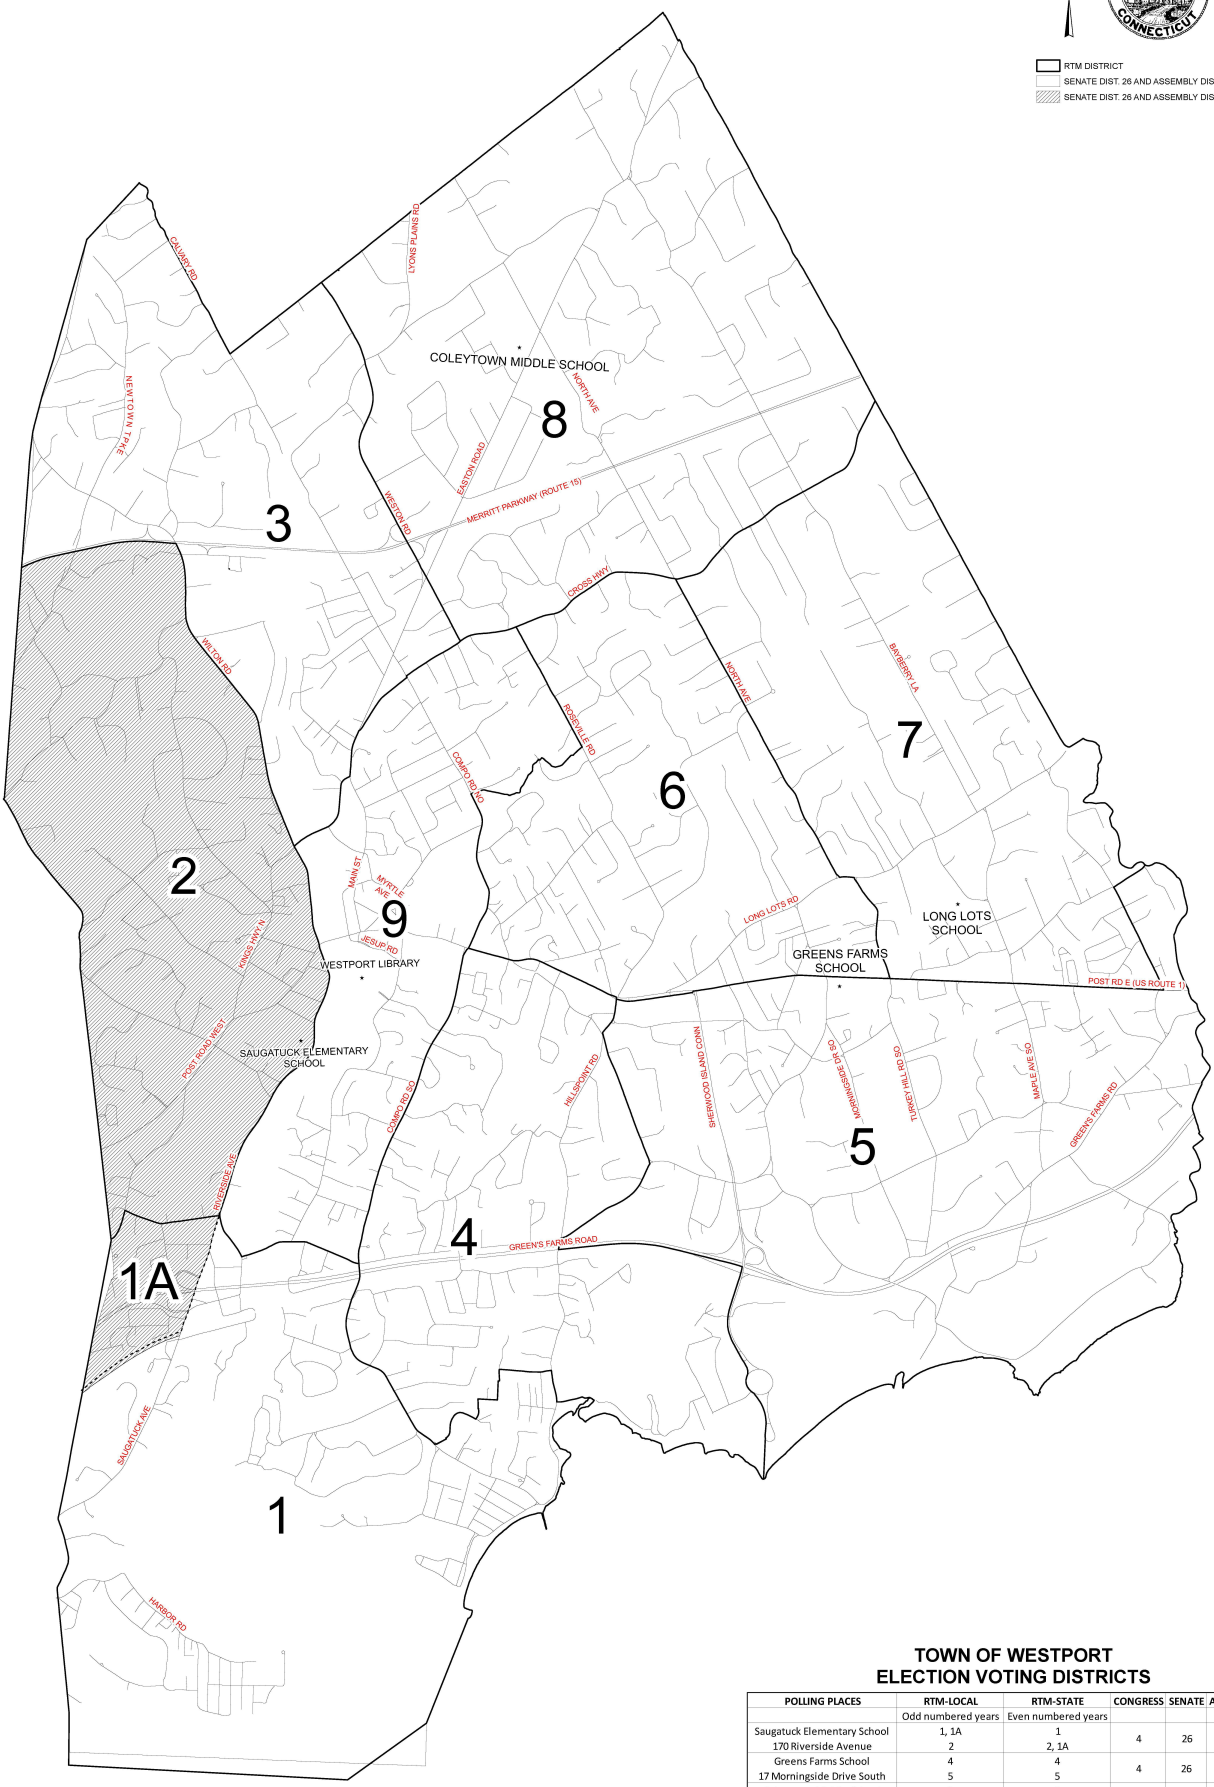 CONNECTICUT
RTM DISTRICT
SENATE DIST. 26 AND ASSEMBLY DIS
SENATE DIST. 26 AND ASSEMBLY DIS
CALVARY RD
LYONS PLAINS RD
NEWTOWN TPKE
COLEYTOWN MIDDLE SCHOOL
NORTH AVE
8
EASTON ROAD
WESTON RD
MERRITT PARKWAY (ROUTE 15)
3
CROSS HWY
WILTON RD
NORTH AVE
BAYBERRY LA
ROSEVILLE RD
7
COMPO RD NO
6
2
MAIN ST
MYRTLE
AVE
9
LONG LOTS RD
LONG LOTS
SCHOOL
KINGS HWY N
JESUP RD
WESTPORT LIBRARY
GREENS FARMS
SCHOOL
POST RD E (US ROUTE 1)
POST ROAD WEST
SAUGATUCK ELEMENTARY
SCHOOL
COMPO RD SO
HILLSPOINT RD
SHERWOOD ISLAND CONN
MORNINGSIDE DR SO
TURKEY HILL RD SO
MAPLE AVE SO
GREEN'S FARMS RD
5
RIVERSIDE AVE
4
GREEN'S FARMS ROAD
1A
SAUGATUCK AVE
1
HARBOR RD
TOWN OF WESTPORT
ELECTION VOTING DISTRICTS
POLLING PLACES RTM-LOCAL RTM-STATE CONGRESS SENATE A
Odd numbered years Even numbered years
Saugatuck Elementary School 1, 1A 1 4 26
170 Riverside Avenue 2 2, 1A
Greens Farms School 4 4 4 26
17 Morningside Drive South 5 5